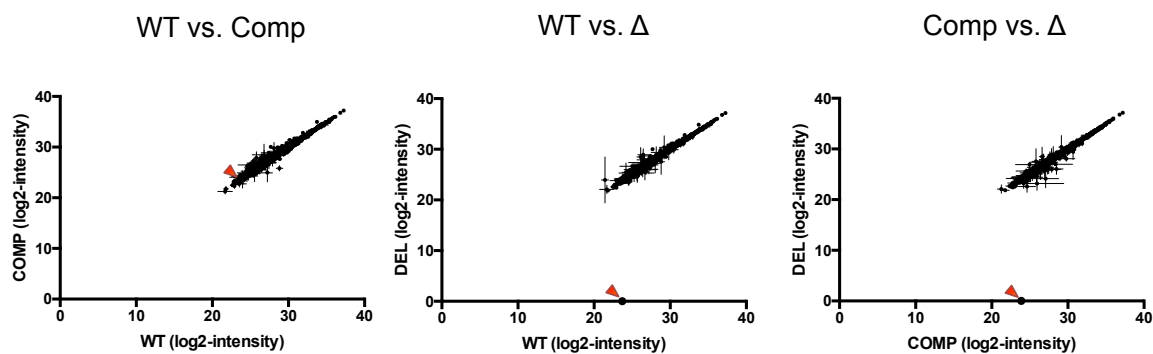 WT vs. Comp
WT vs. Δ
Comp vs. Δ
COMP (log2-intensity)
40
30
20
10
0
0 10 20 30 40
WT (log2-intensity)
DEL (log2-intensity)
40
30
20
10
0
0 10 20 30 40
WT (log2-intensity)
DEL (log2-intensity)
40
30
20
10
0
0 10 20 30 40
COMP (log2-intensity)